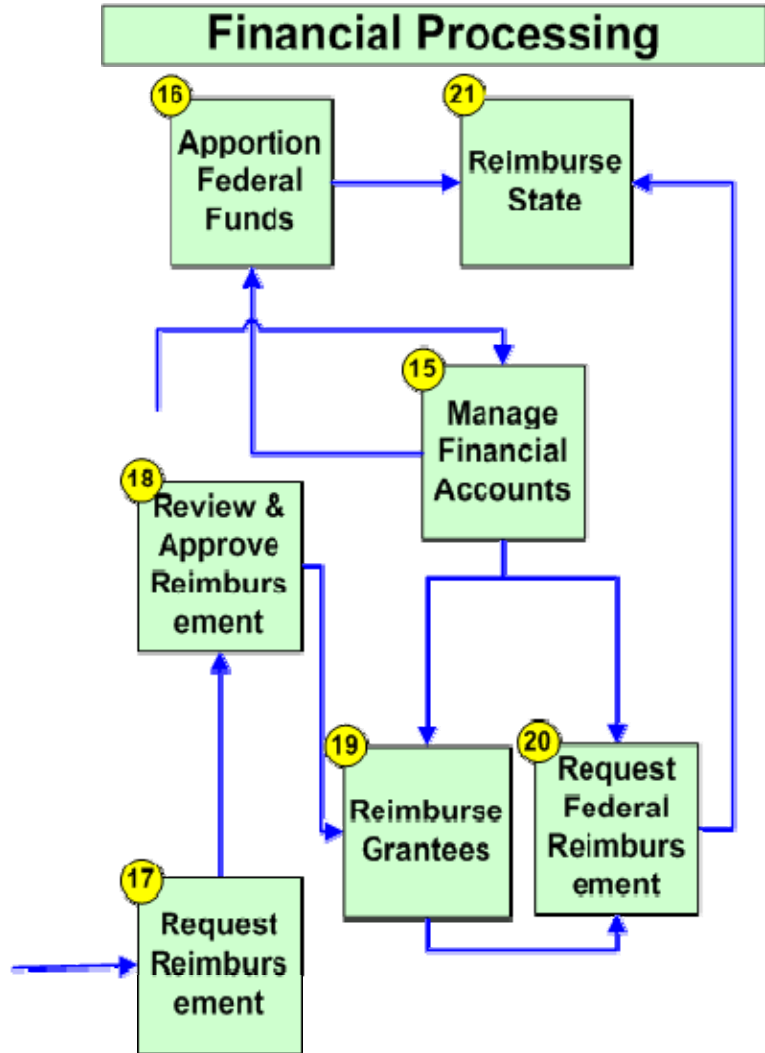 Financial Processing
16
Apportion
Federal
Funds
21
Reimburse
State
15
Manage
Financial
Accounts
18
Review &
Approve
Reimburs
ement
19
Reimburse
Grantees
20
Request
Federal
Reimburs
ement
17
Request
Reimburs
ement